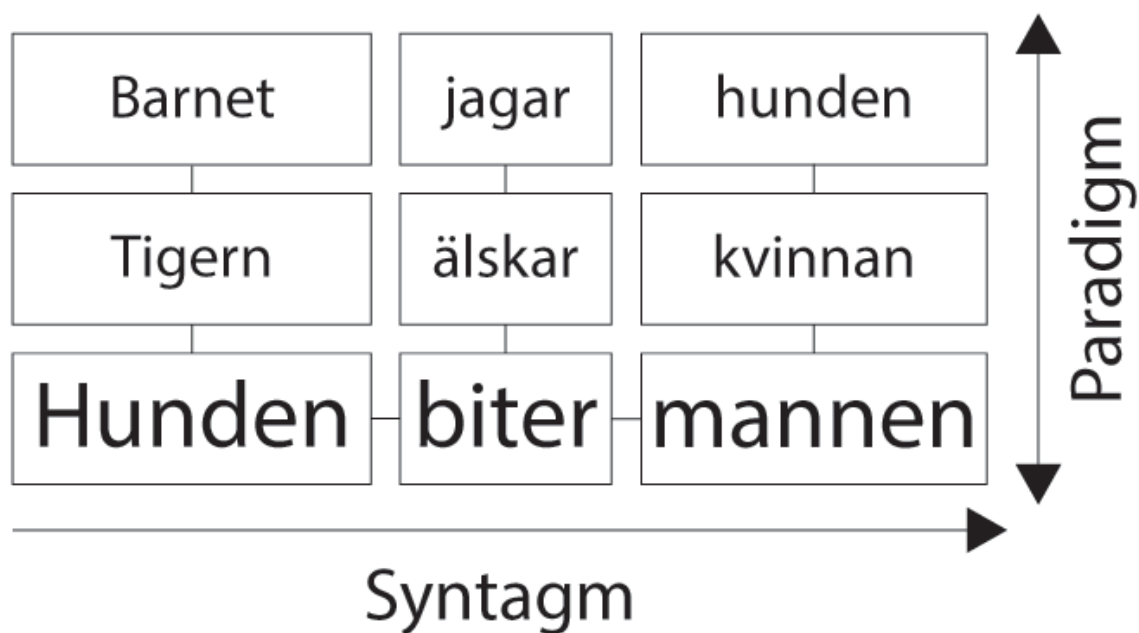 Barnet jagar hunden
Tigern älskar kvinnan
Hunden biter mannen
Syntagm
Paradigm